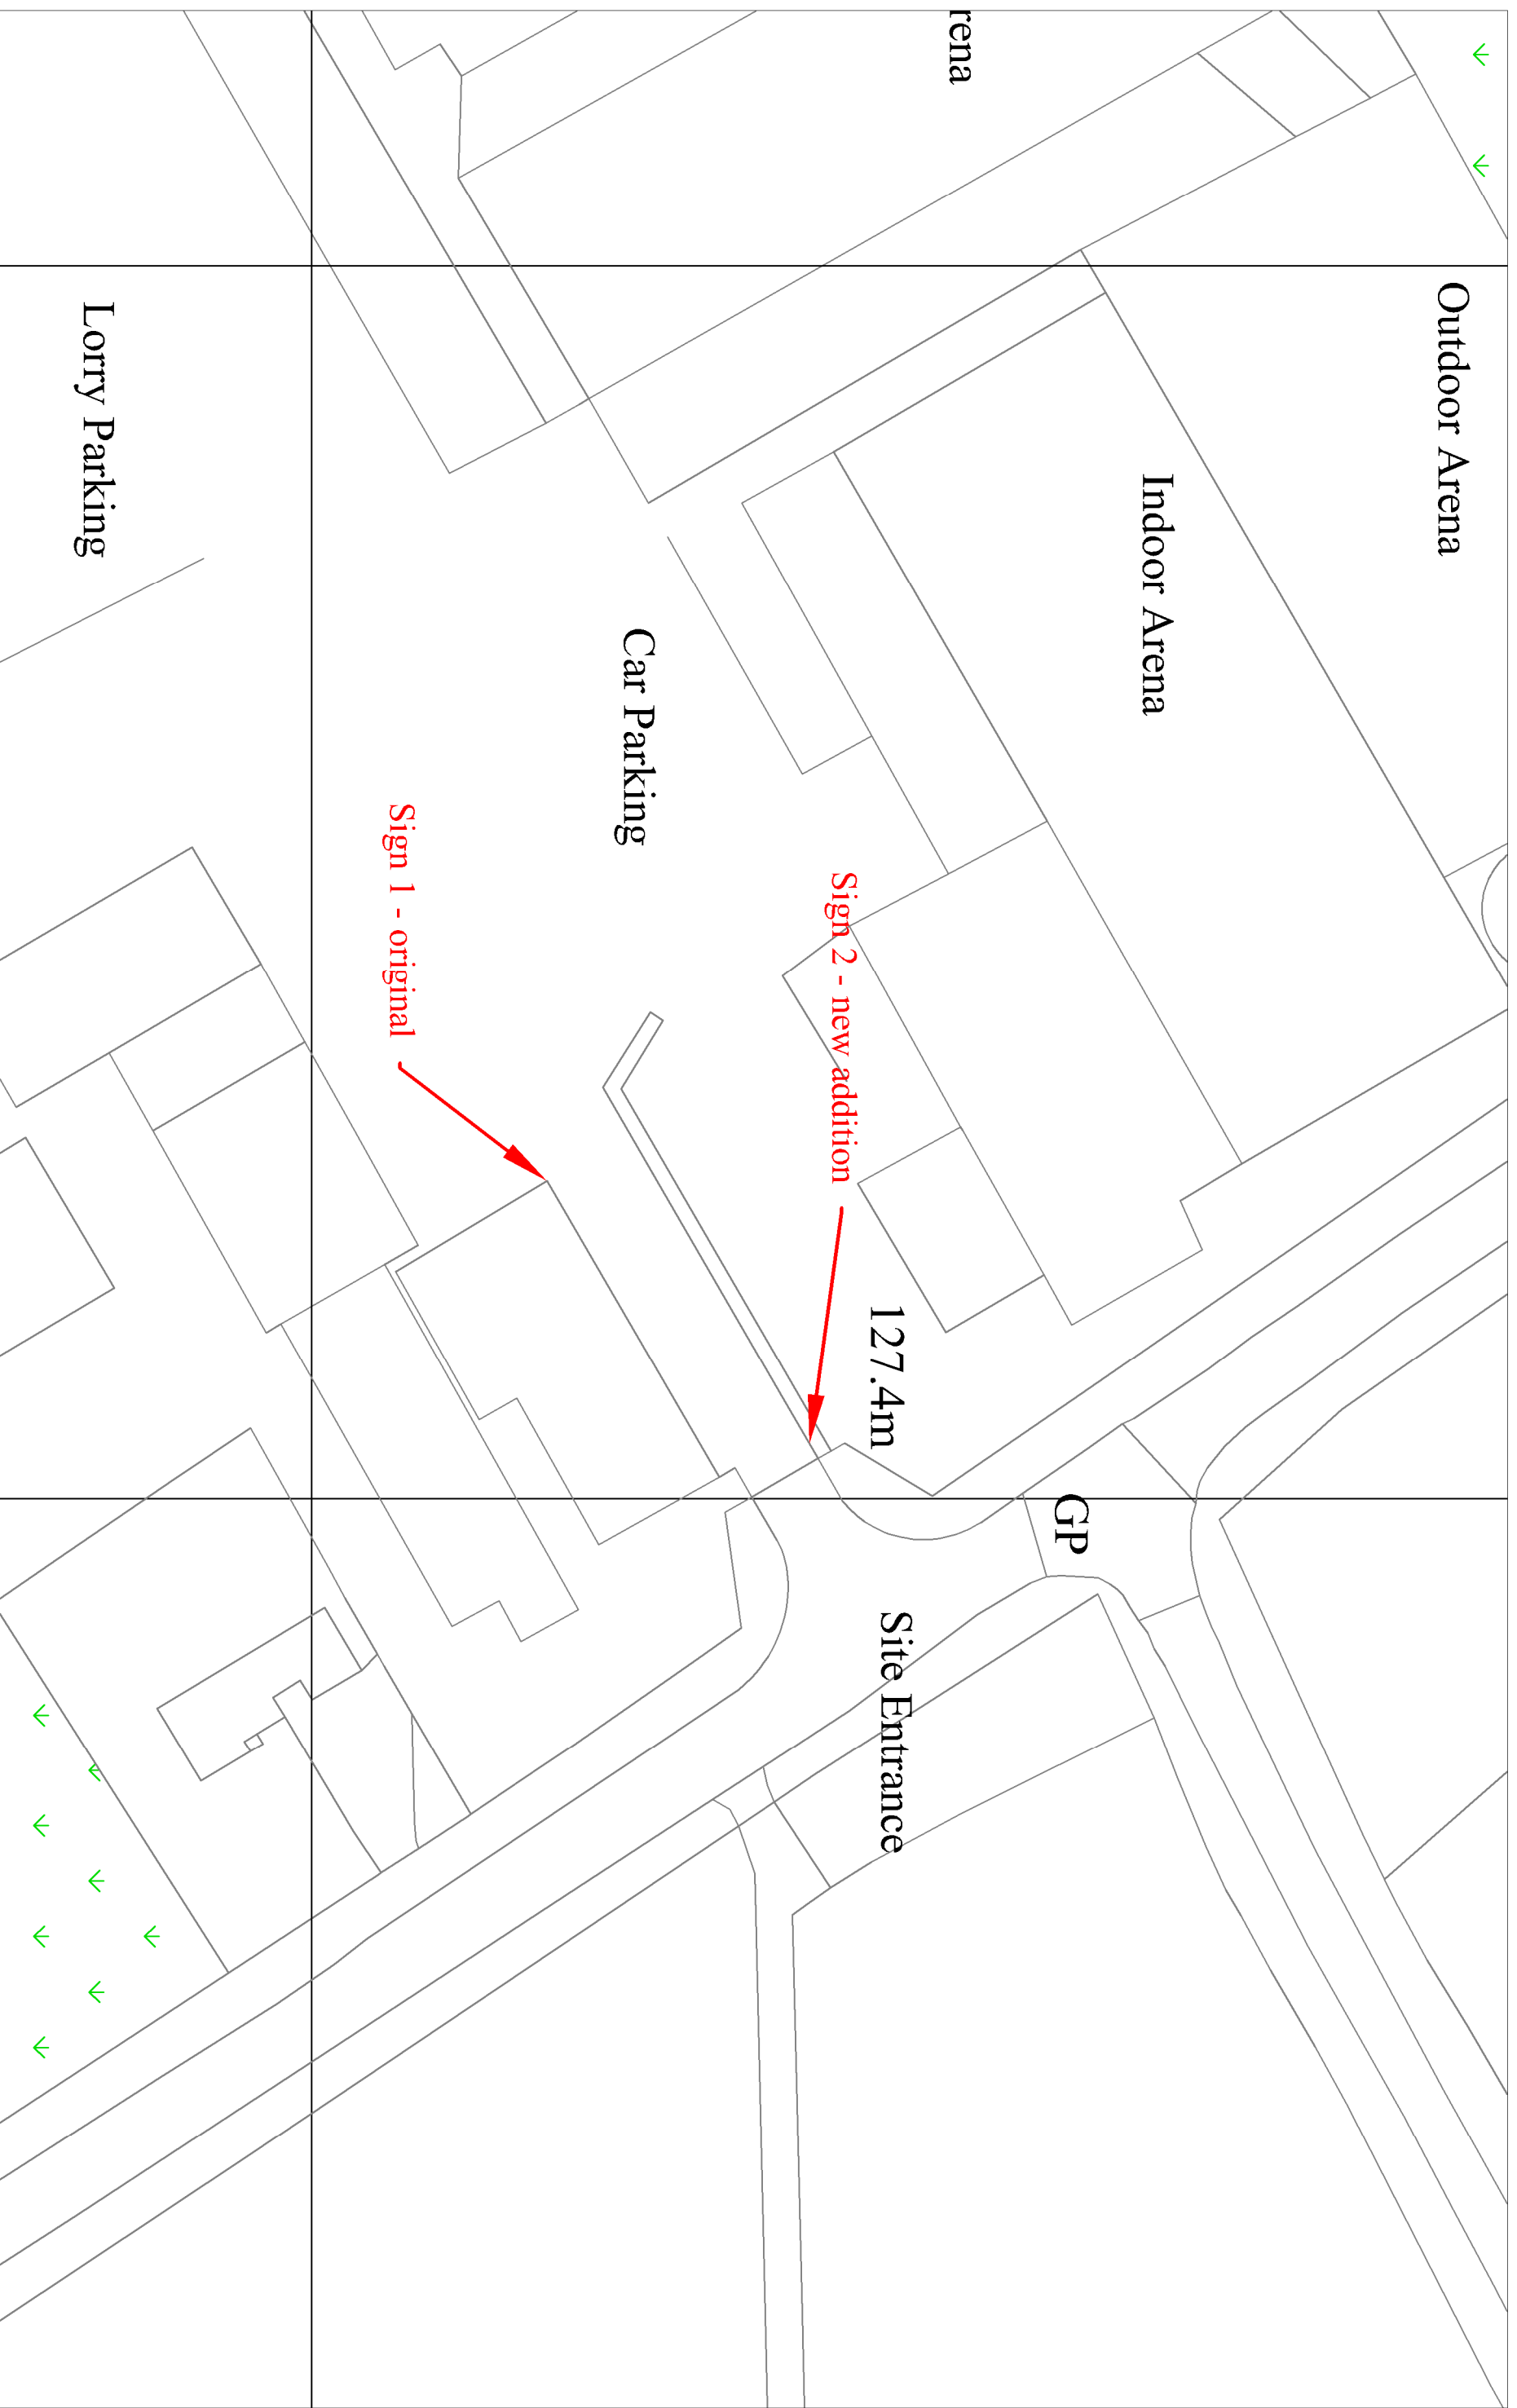 Outdoor Arena
Indoor Arena
rena
GP
Site Entrance
127.4m
Sign 2 - new addition
Car Parking
Sign 1 - original
Lorry Parking